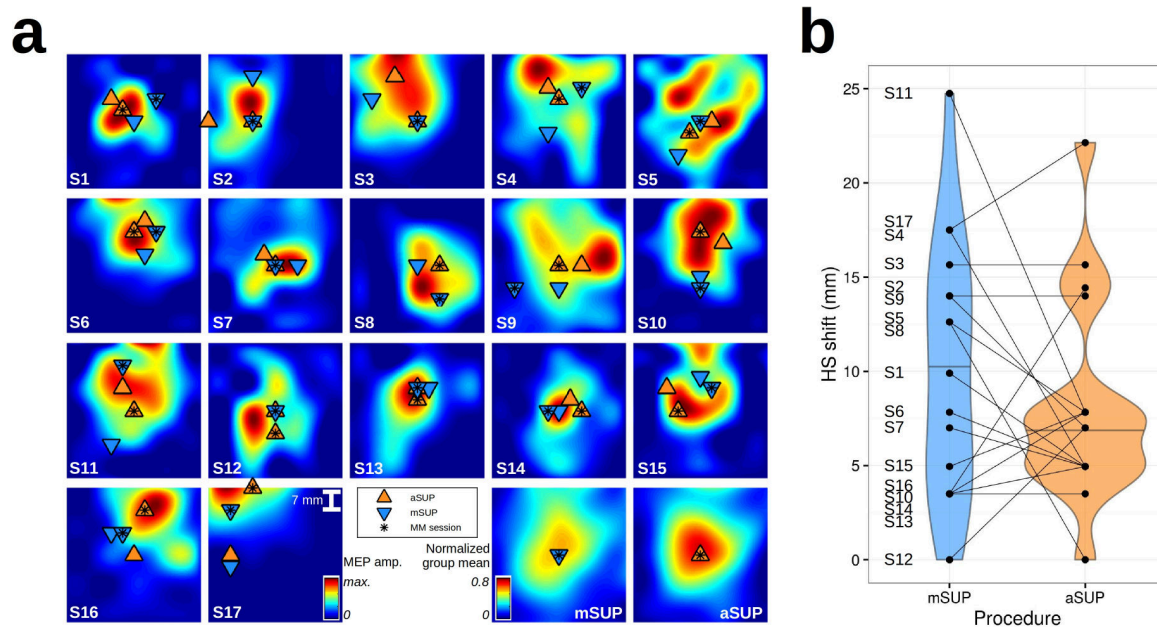 a
S1
S2
S3
S4
S5
S6
S7
S8
S9
S10
S11
S12
S13
S14
S15
S16
S17
7 mm
aSUP
mSUP
MM session
MEP amp.
max.
0
Normalized
group mean
0.8
0
mSUP
aSUP
b
HS shift (mm)
25
20
15
10
5
0
S11
S17
S4
S3
S2
S9
S5
S8
S1
S6
S7
S15
S16
S10
S14
S13
S12
mSUP
aSUP
Procedure